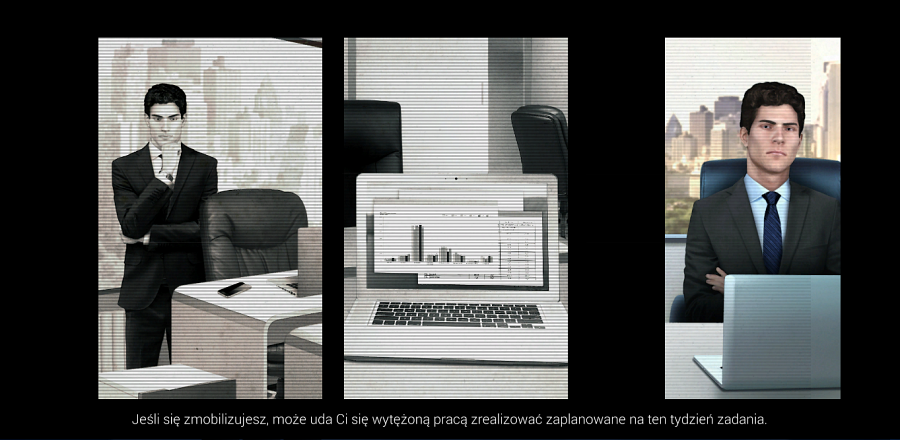 Jeśli się zmobilizujesz, może uda Ci się wytężoną pracą zrealizować zaplanowane na ten tydzień zadania.